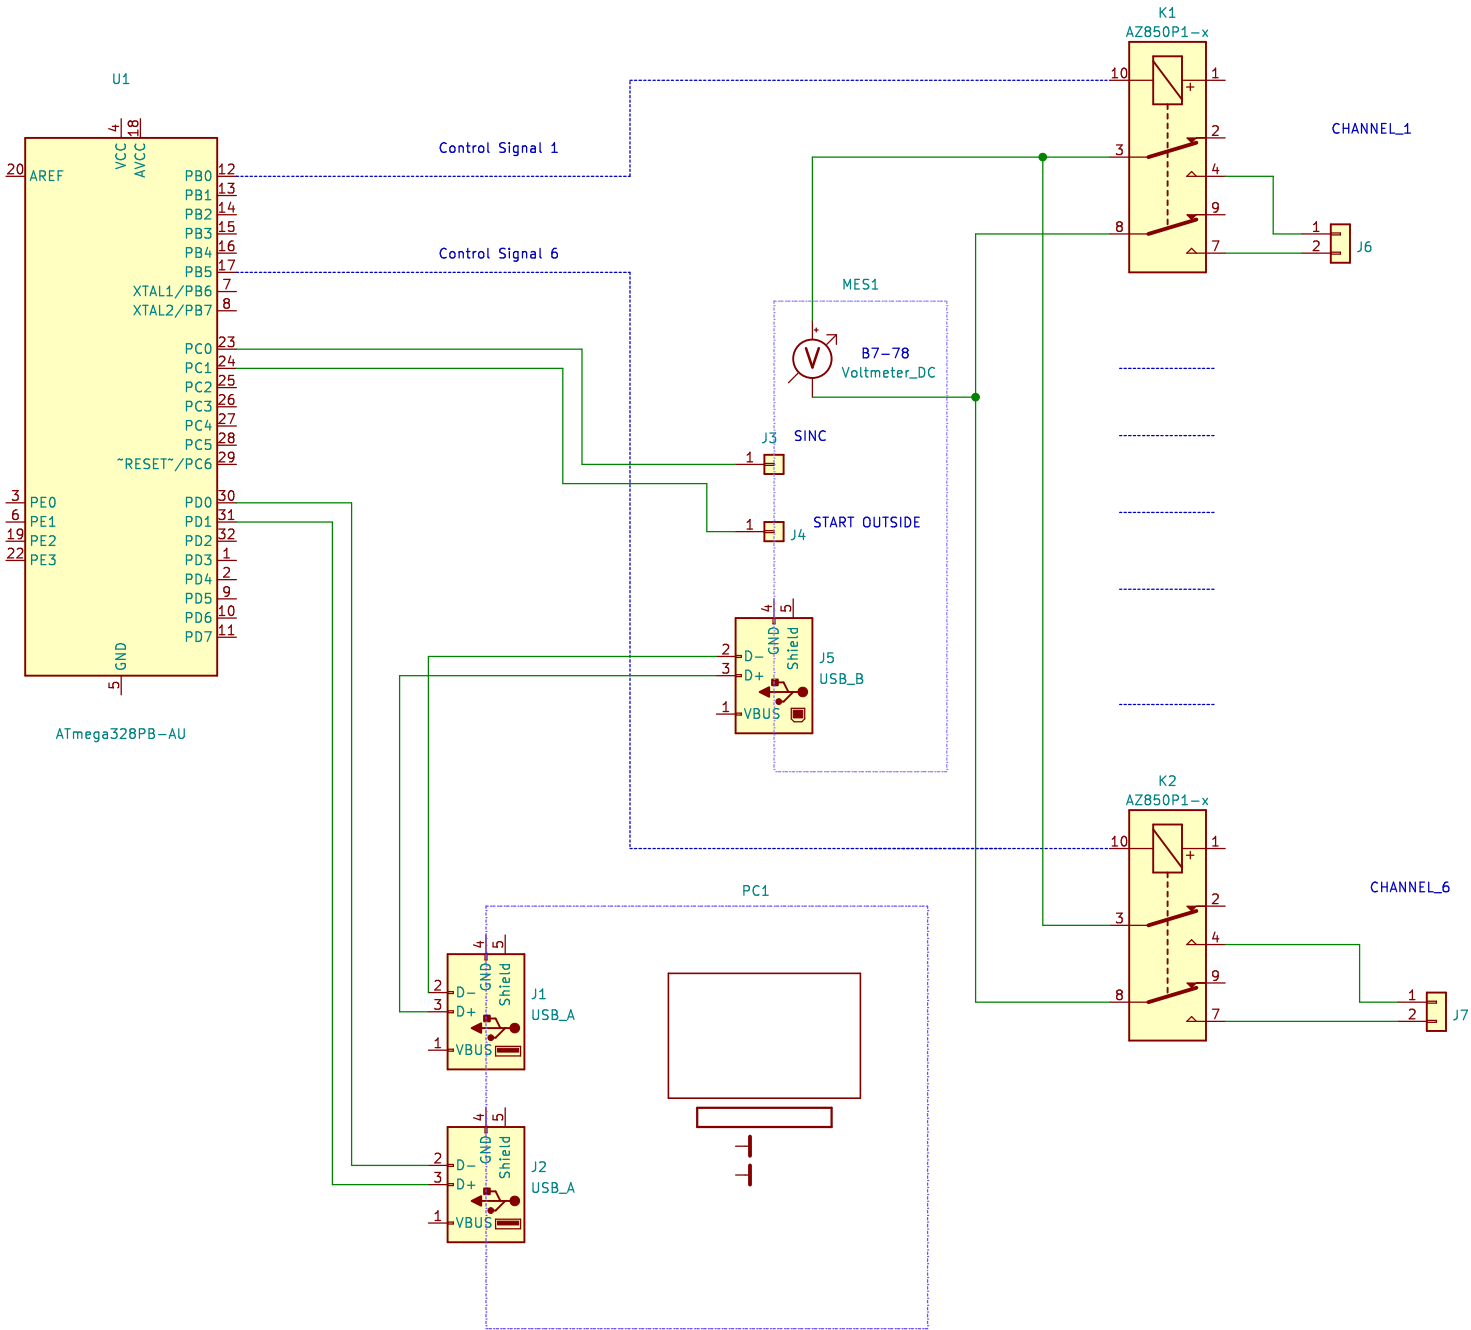 U1
4
18
VCC
AVCC
20
AREF
PB0
12
PB1
13
PB2
14
PB3
15
PB4
16
PB5
17
XTAL1/PB6
7
XTAL2/PB7
8
PC0
23
PC1
24
PC2
25
PC3
26
PC4
27
PC5
28
~RESET~/PC6
29
3
PE0
6
PE1
19
PE2
22
PE3
PD0
30
PD1
31
PD2
32
PD3
1
PD4
2
PD5
9
PD6
10
PD7
11
GND
5
ATmega328PB-AU
Control Signal 1
Control Signal 6
MES1
+
V
B7-78
Voltmeter_DC
J3
SINC
1
START OUTSIDE
1
J4
4
5
GND
Shield
2
D-
3
D+
1
VBUS
J5
USB_B
PC1
4
5
GND
Shield
2
D-
3
D+
1
VBUS
J1
USB_A
4
5
GND
Shield
2
D-
3
D+
1
VBUS
J2
USB_A
K1
AZ850P1-x
10
1
+
2
3
4
9
8
7
CHANNEL_1
1
2
J6
K2
AZ850P1-x
10
1
+
2
3
4
9
8
7
CHANNEL_6
1
2
J7